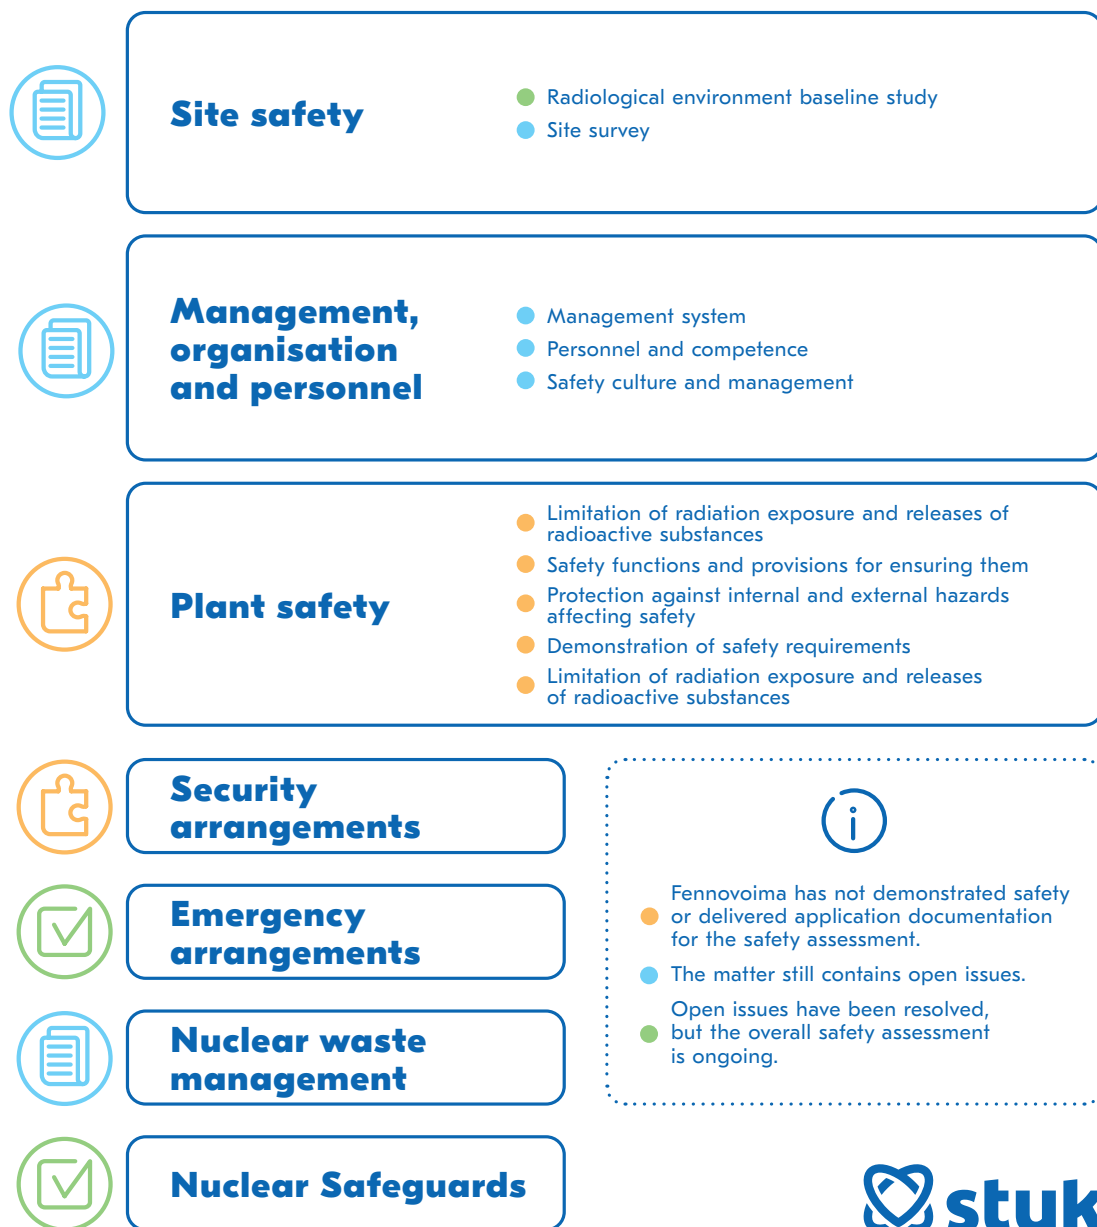 Site safety
Radiological environment baseline study
Site survey
Management,
organisation
and personnel
Management system
Personnel and competence
Safety culture and management
Plant safety
Limitation of radiation exposure and releases of
radioactive substances
Safety functions and provisions for ensuring them
Protection against internal and external hazards
affecting safety
Demonstration of safety requirements
Limitation of radiation exposure and releases
of radioactive substances
Security
arrangements
Emergency
arrangements
Nuclear waste
management
Nuclear Safeguards
Fennovoima has not demonstrated safety
or delivered application documentation
for the safety assessment.
The matter still contains open issues.
Open issues have been resolved,
but the overall safety assessment
is ongoing.
stuk